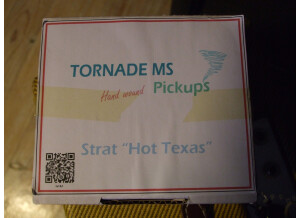 TORNADE MS
Hand wound Pickups
Strat "Hot Texas"